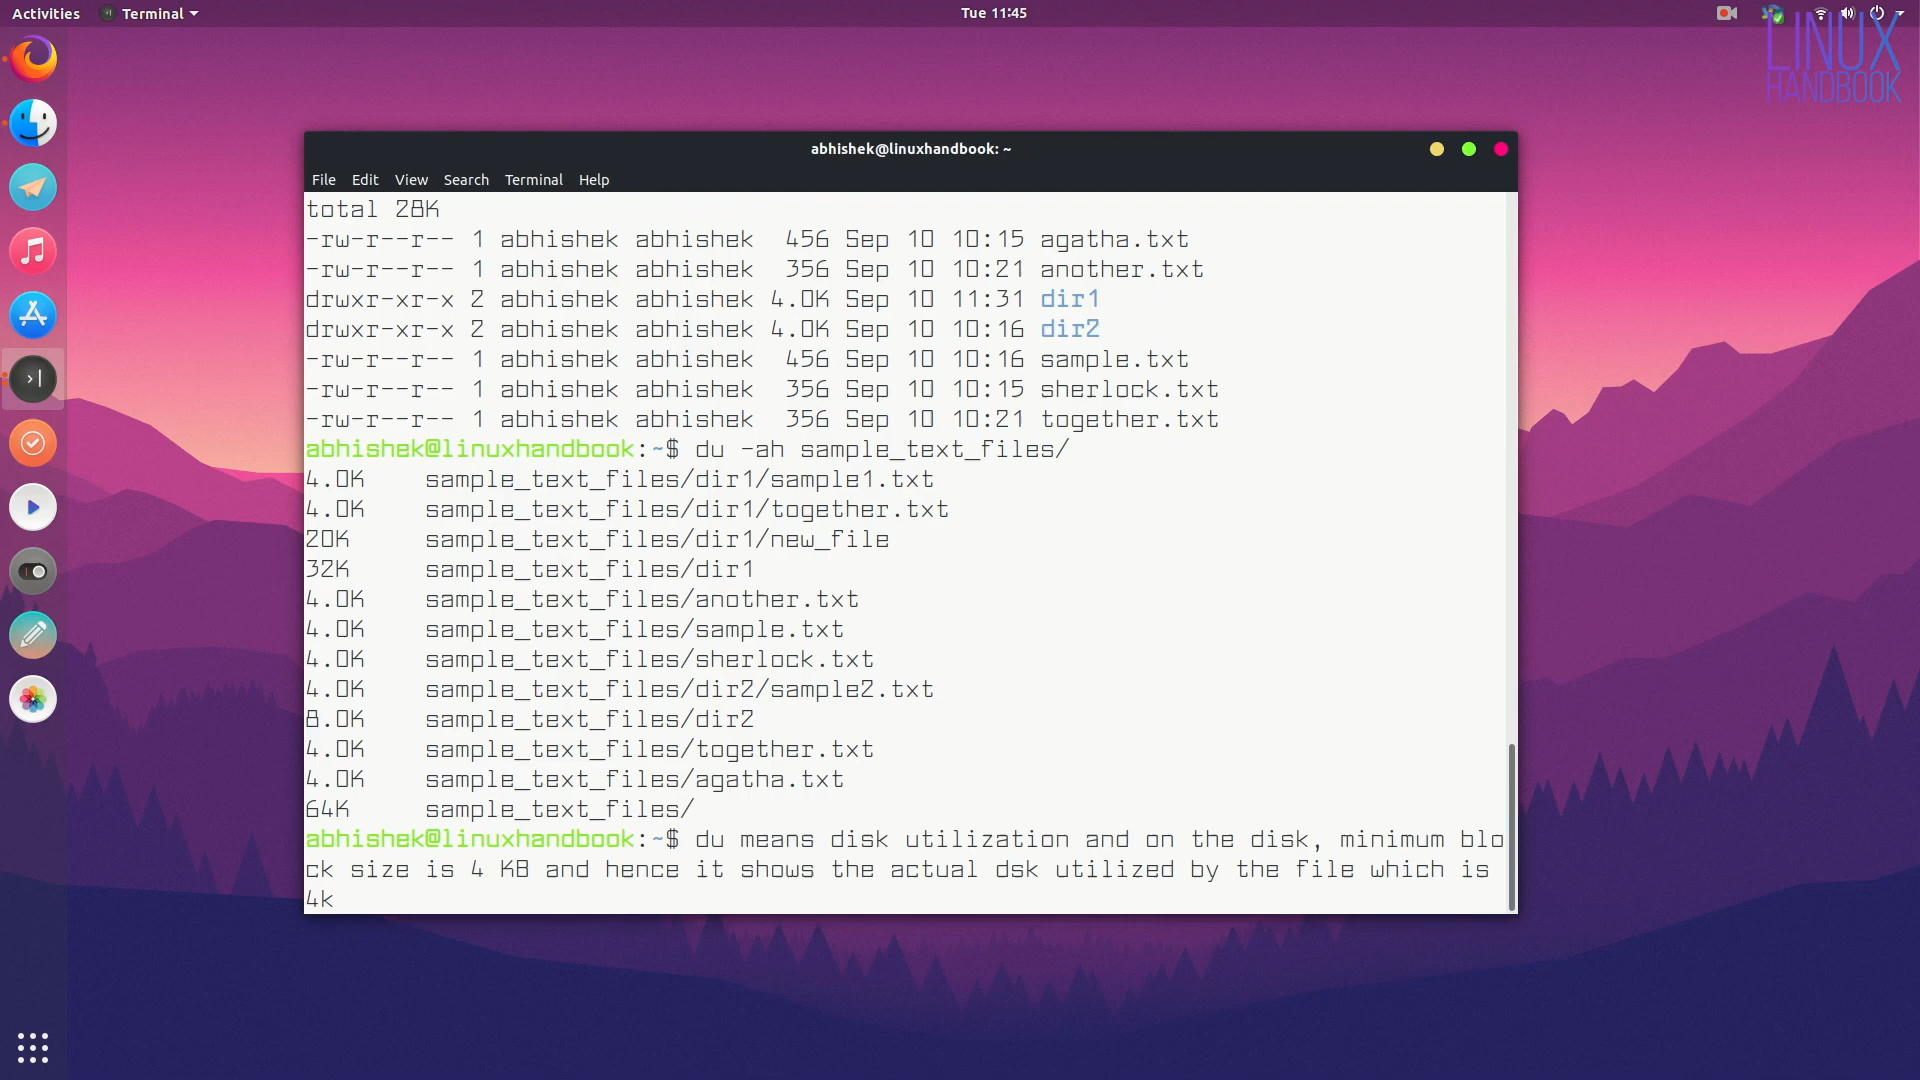 Activities Terminal Tue 11:45
LINUX
HANDBOOK
abhishek@linuxhandbook: ~
File Edit View Search Terminal Help
total 28K
-rw-r--r-- 1 abhishek abhishek 456 Sep 10 10:15 agatha.txt
-rw-r--r-- 1 abhishek abhishek 356 Sep 10 10:21 another.txt
drwxr-xr-x 2 abhishek abhishek 4.0K Sep 10 11:31 dir1
drwxr-xr-x 2 abhishek abhishek 4.0K Sep 10 10:16 dir2
-rw-r--r-- 1 abhishek abhishek 456 Sep 10 10:16 sample.txt
-rw-r--r-- 1 abhishek abhishek 356 Sep 10 10:15 sherlock.txt
-rw-r--r-- 1 abhishek abhishek 356 Sep 10 10:21 together.txt
abhishek@linuxhandbook:~$ du -ah sample_text_files/
4.0K sample_text_files/dir1/sample1.txt
4.0K sample_text_files/dir1/together.txt
20K sample_text_files/dir1/new_file
32K sample_text_files/dir1
4.0K sample_text_files/another.txt
4.0K sample_text_files/sample.txt
4.0K sample_text_files/sherlock.txt
4.0K sample_text_files/dir2/sample2.txt
8.0K sample_text_files/dir2
4.0K sample_text_files/together.txt
4.0K sample_text_files/agatha.txt
64K sample_text_files/
abhishek@linuxhandbook:~$ du means disk utilization and on the disk, minimum blo
ck size is 4 KB and hence it shows the actual dsk utilized by the file which is
4k